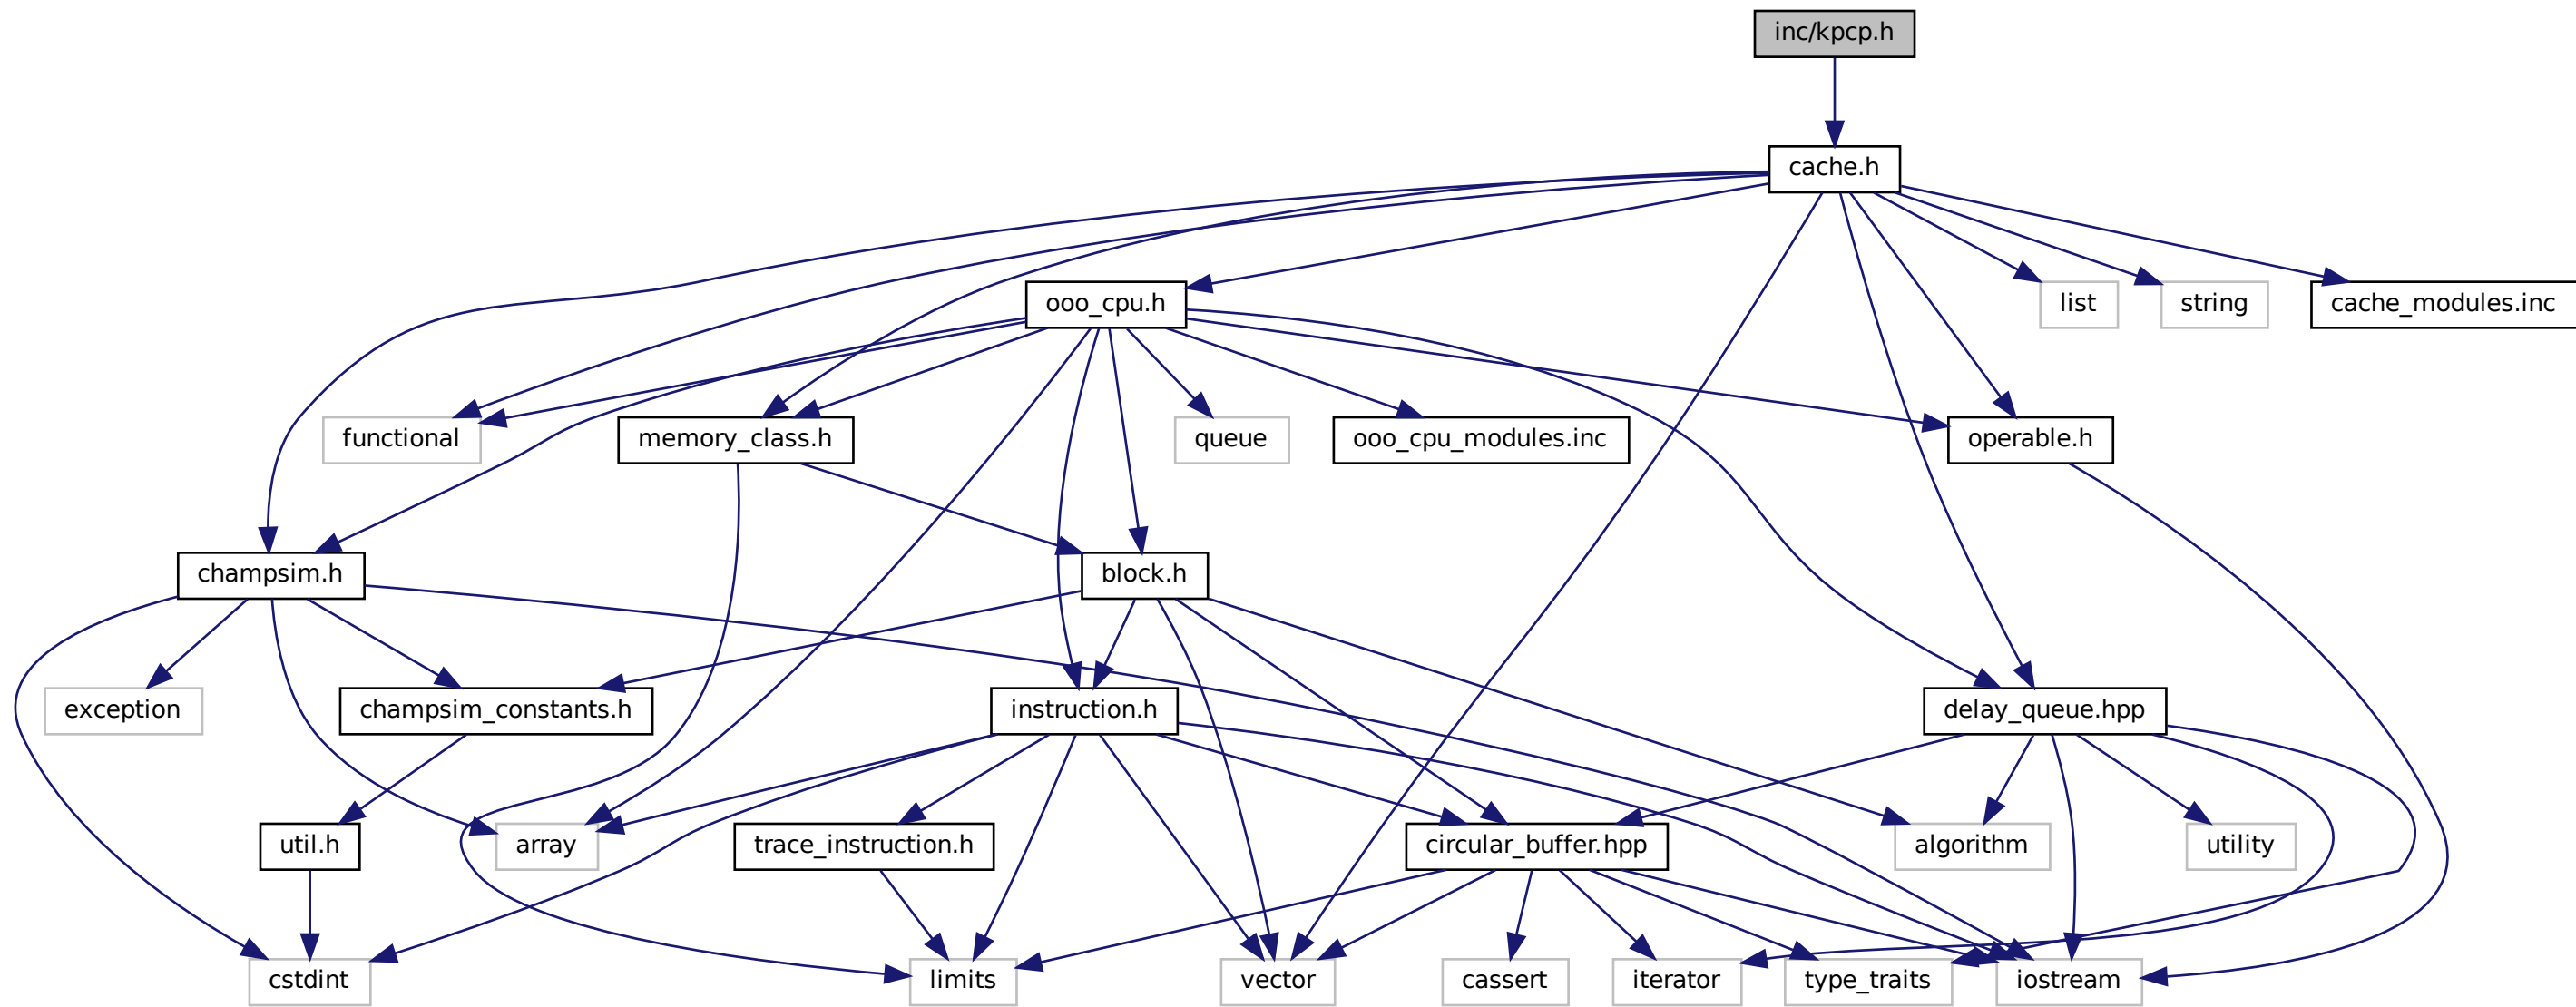 inc/kpcp.h
cache.h
ooo_cpu.h
list
string
cache_modules.inc
functional
memory_class.h
queue
ooo_cpu_modules.inc
operable.h
champsim.h
block.h
exception
champsim_constants.h
instruction.h
delay_queue.hpp
util.h
array
trace_instruction.h
circular_buffer.hpp
algorithm
utility
cstdint
limits
vector
cassert
iterator
type_traits
iostream